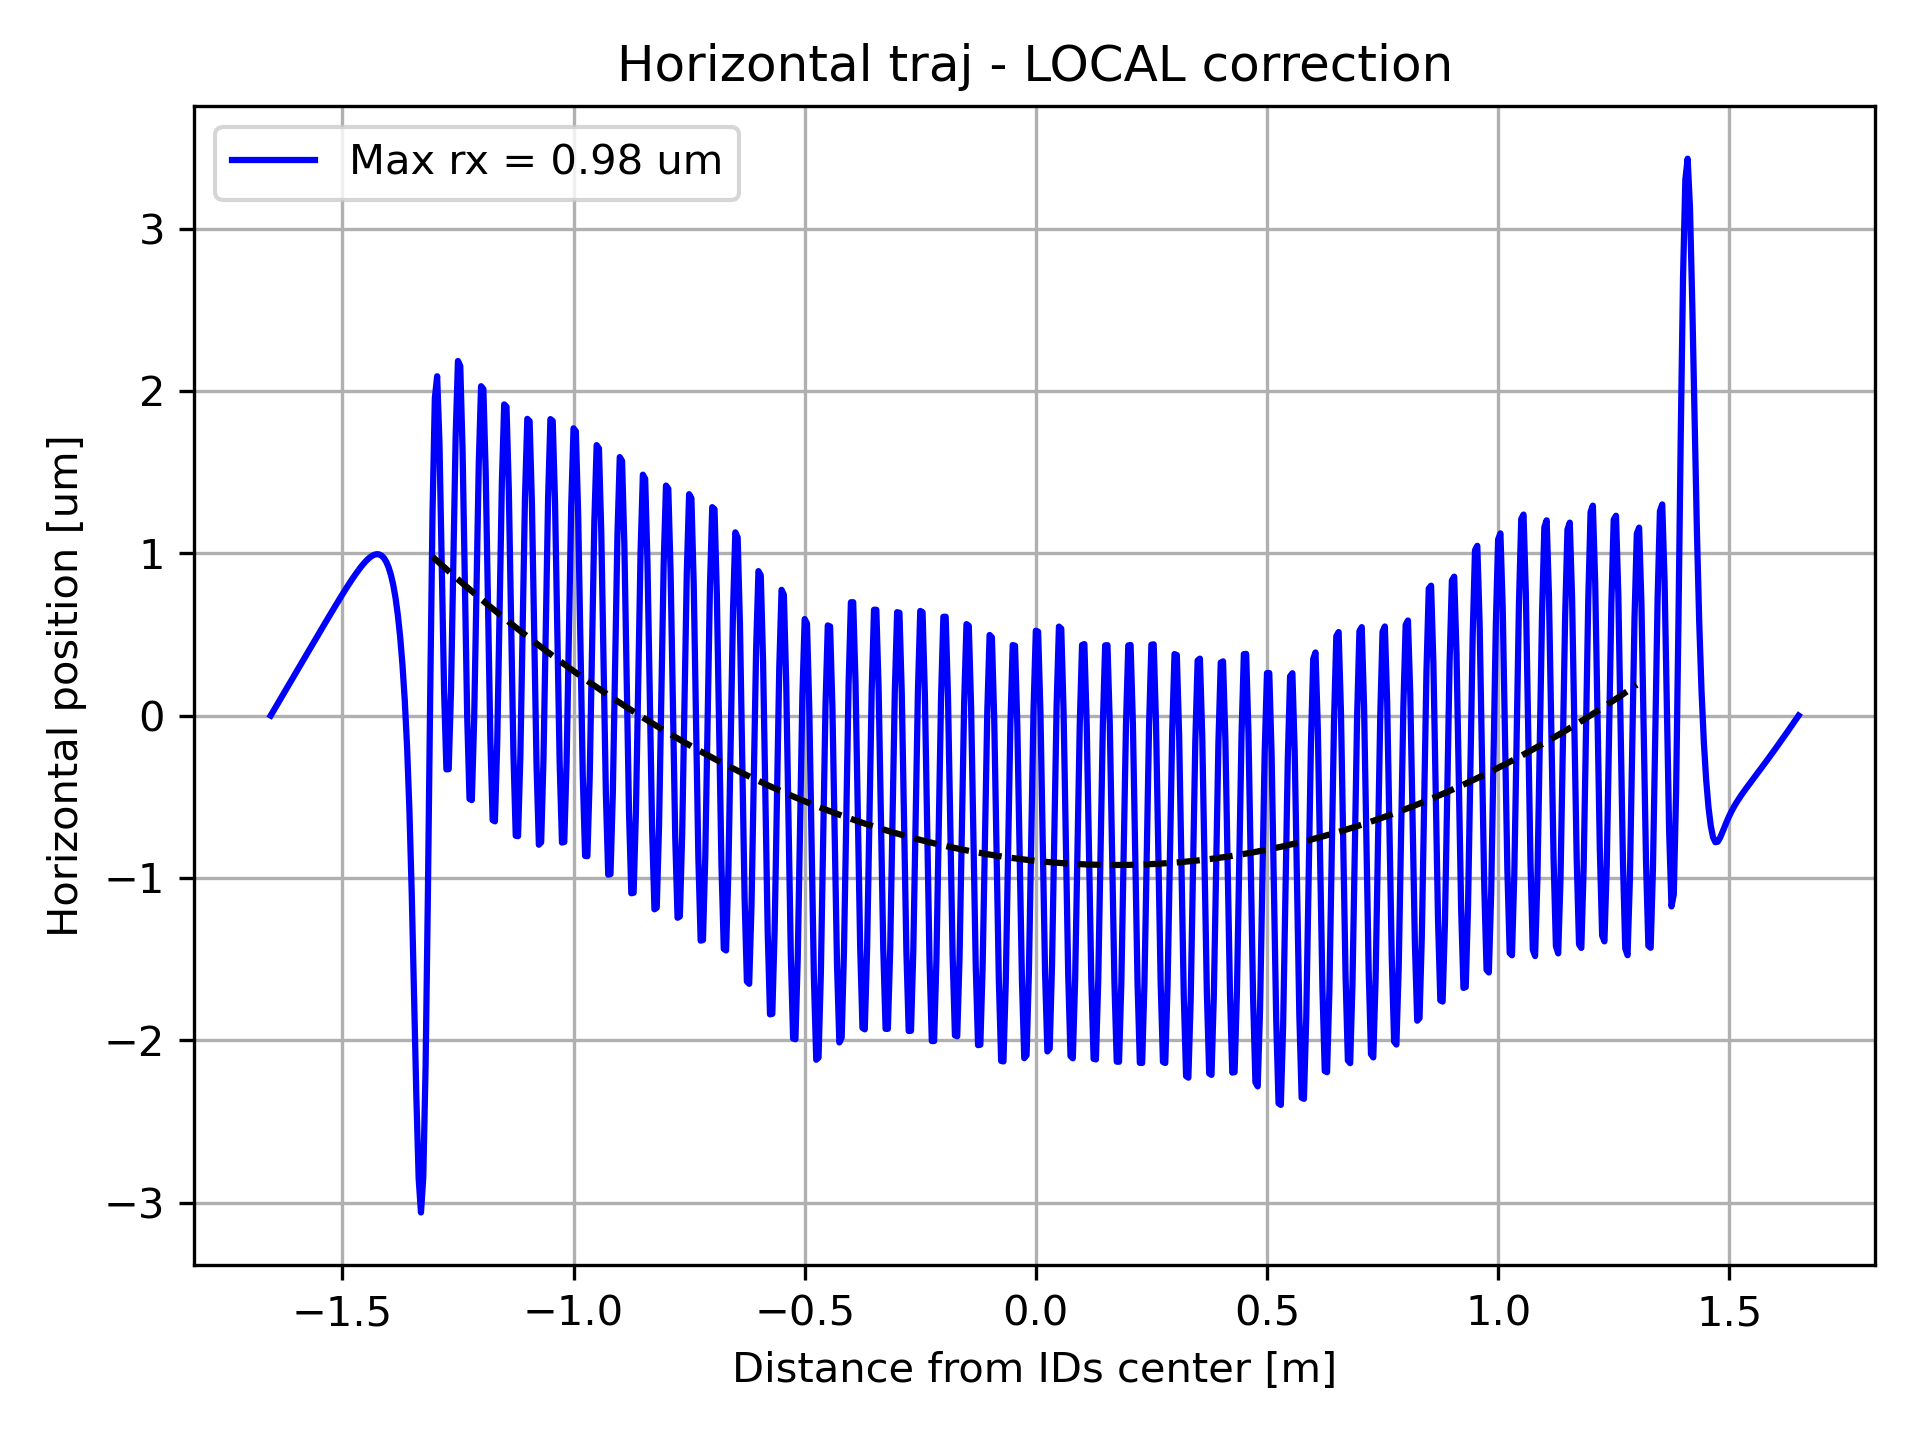 Horizontal traj - LOCAL correction
Max rx = 0.98 um
Horizontal position [um]
3
2
1
0
−1
−2
−3
−1.5 −1.0 −0.5 0.0 0.5 1.0 1.5
Distance from IDs center [m]